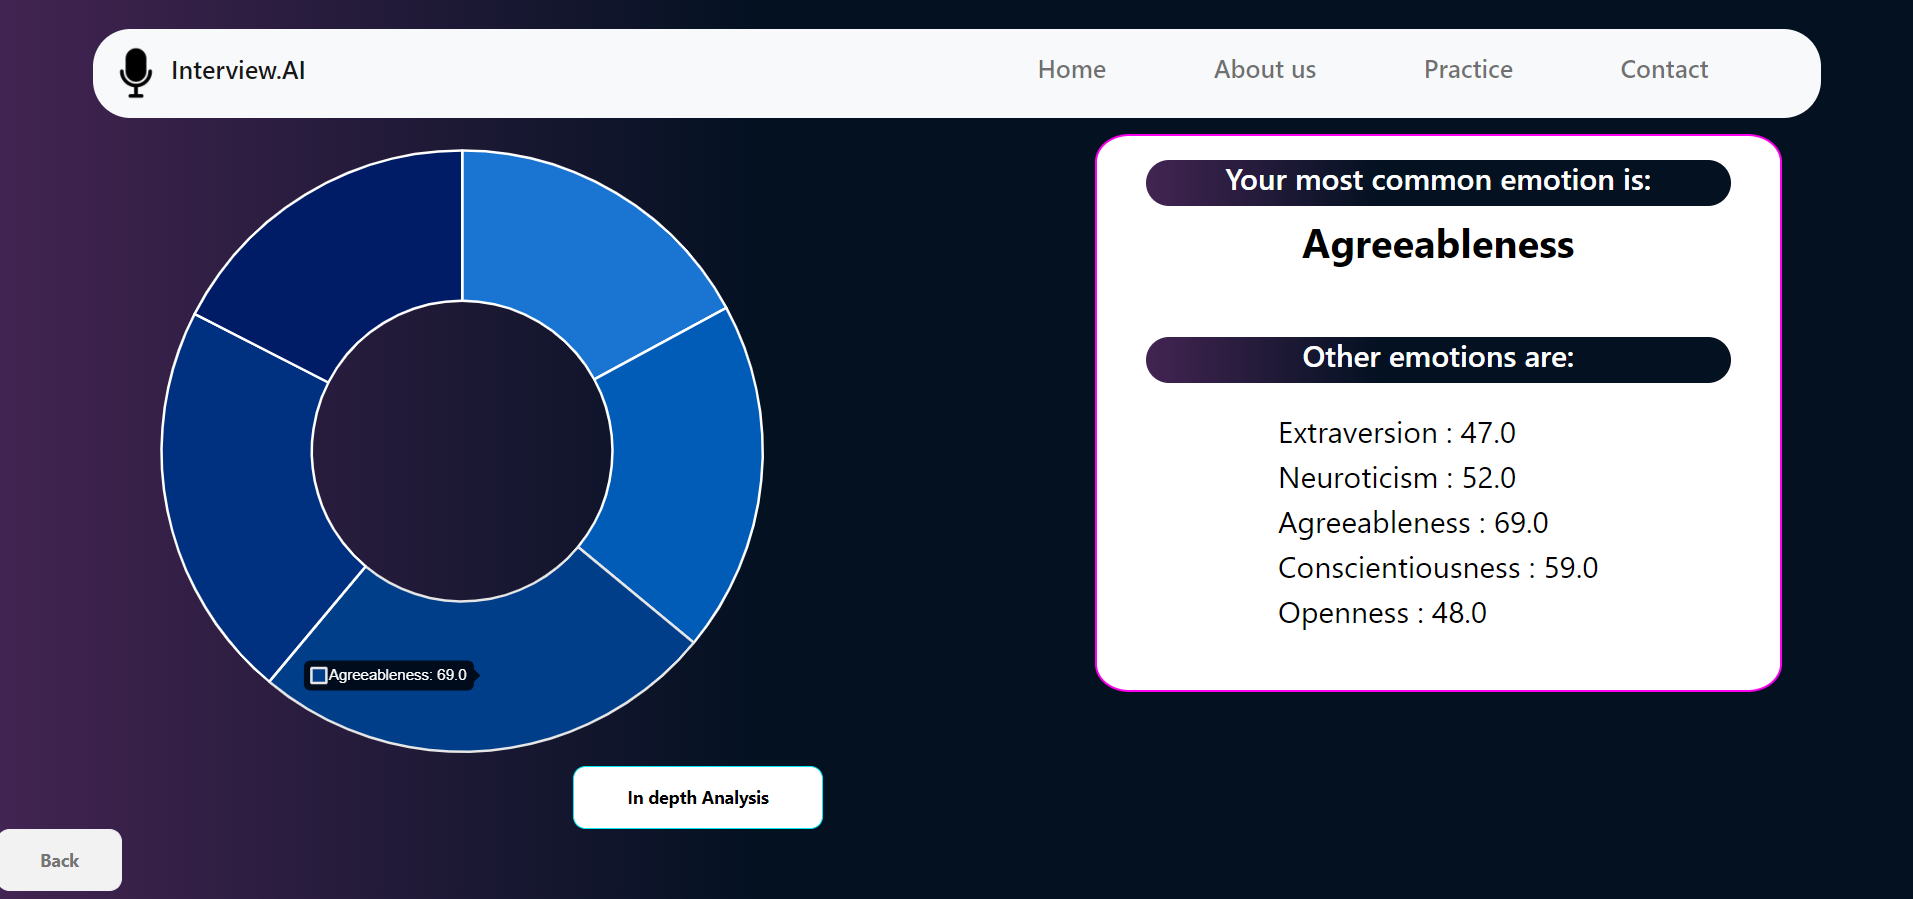 Interview.AI
Home
About us
Practice
Contact
Your most common emotion is:
Agreeableness
Other emotions are:
Extraversion : 47.0
Neuroticism : 52.0
Agreeableness : 69.0
Conscientiousness : 59.0
Openness : 48.0
Agreeableness: 69.0
In depth Analysis
Back